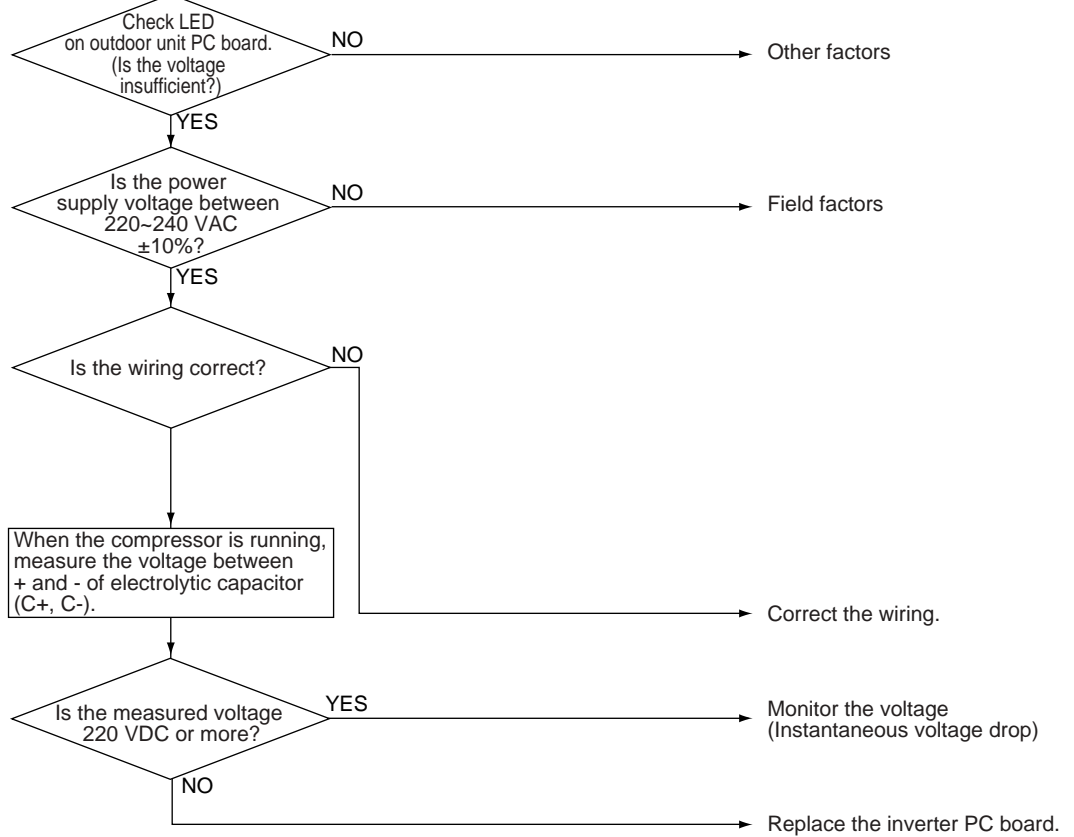 Check LED
on outdoor unit PC board.
(Is the voltage
insufficient?)
NO
Other factors
YES
Is the power
supply voltage between
220~240 VAC
±10%?
NO
Field factors
YES
Is the wiring correct?
NO
When the compressor is running,
measure the voltage between
+ and - of electrolytic capacitor
(C+, C-).
Correct the wiring.
Is the measured voltage
220 VDC or more?
YES
Monitor the voltage
(Instantaneous voltage drop)
NO
Replace the inverter PC board.